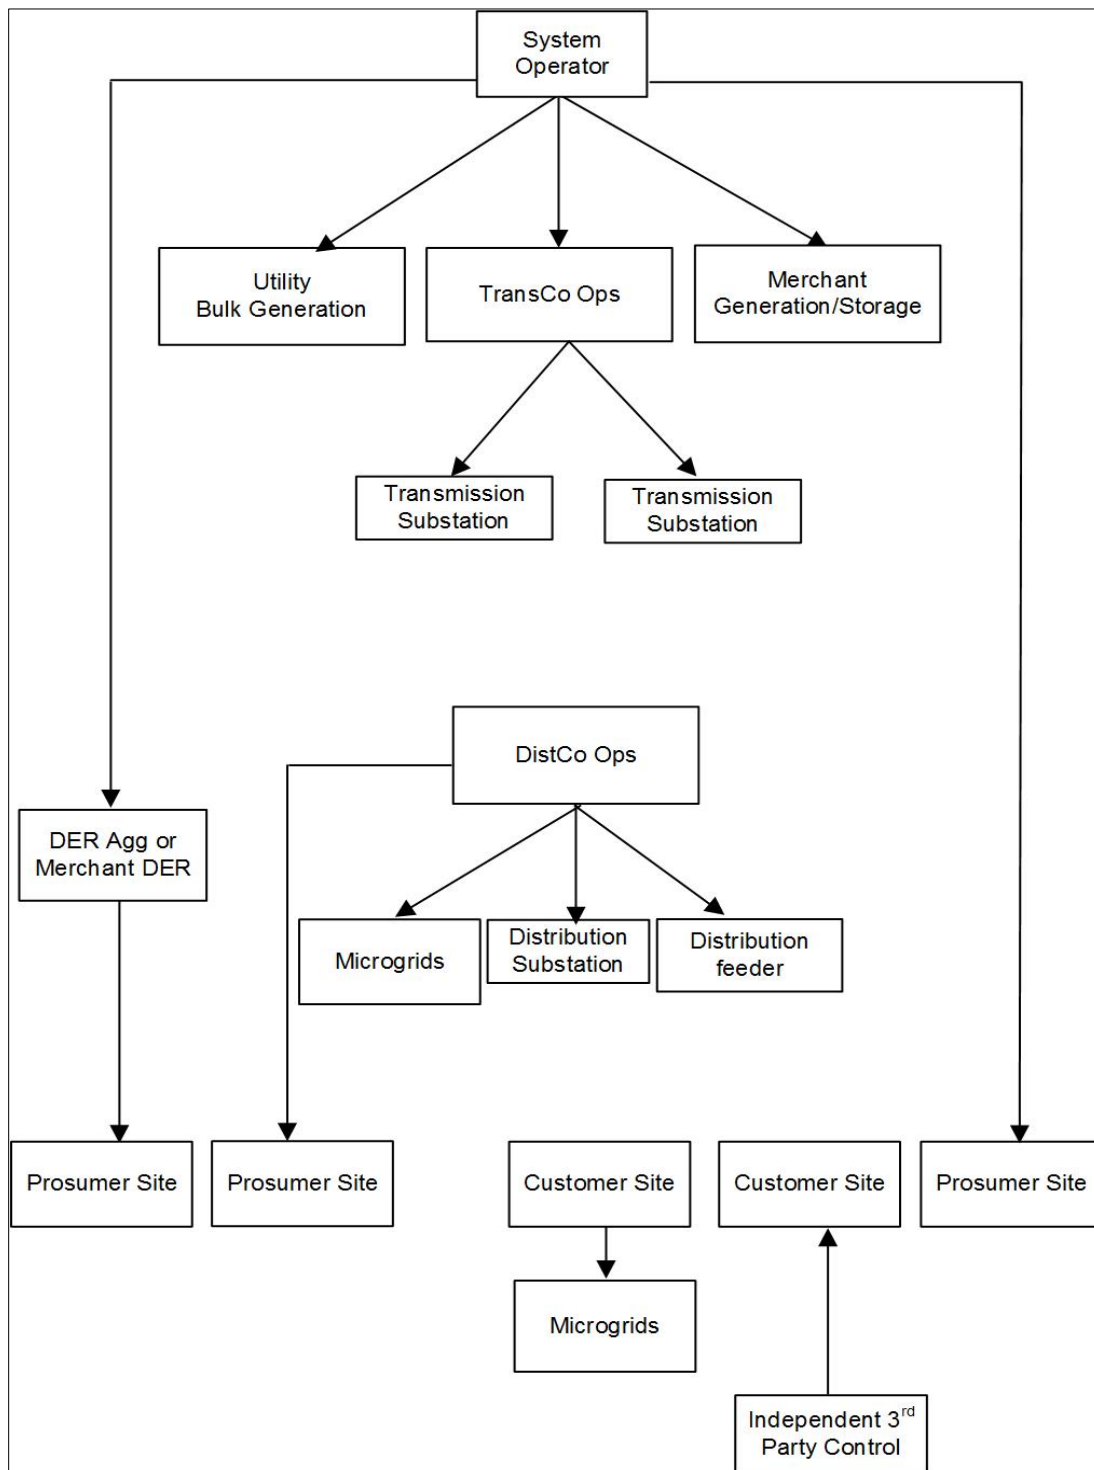 System
Operator
Utility
Bulk Generation
TransCo Ops
Merchant
Generation/Storage
Transmission
Substation
Transmission
Substation
DistCo Ops
DER Agg or
Merchant DER
Microgrids
Distribution
Substation
Distribution
feeder
Prosumer Site
Prosumer Site
Customer Site
Customer Site
Prosumer Site
Microgrids
Independent 3rd
Party Control